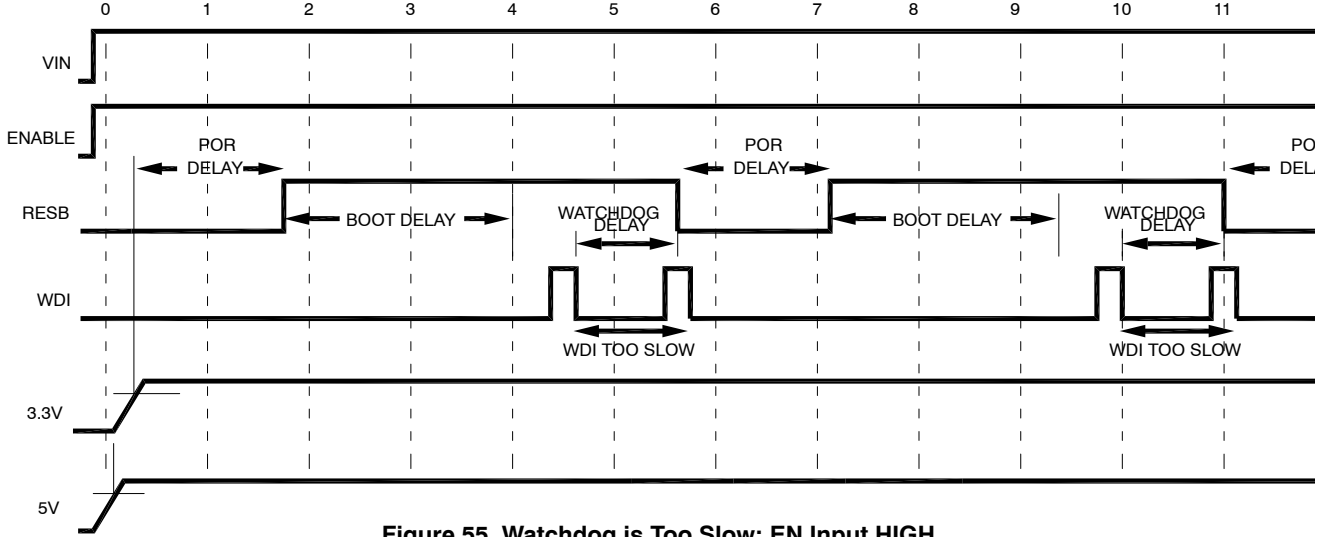 0 1 2 3 4 5 6 7 8 9 10 11
VIN
ENABLE
POR
DELAY
POR
DELAY
PO
DELA
RESB
BOOT DELAY
WATCHDOG
DELAY
BOOT DELAY
WATCHDOG
DELAY
WDI
WDI TOO SLOW
WDI TOO SLOW
3.3V
5V
Figure 55. Watchdog is Too Slow: EN Input HIGH